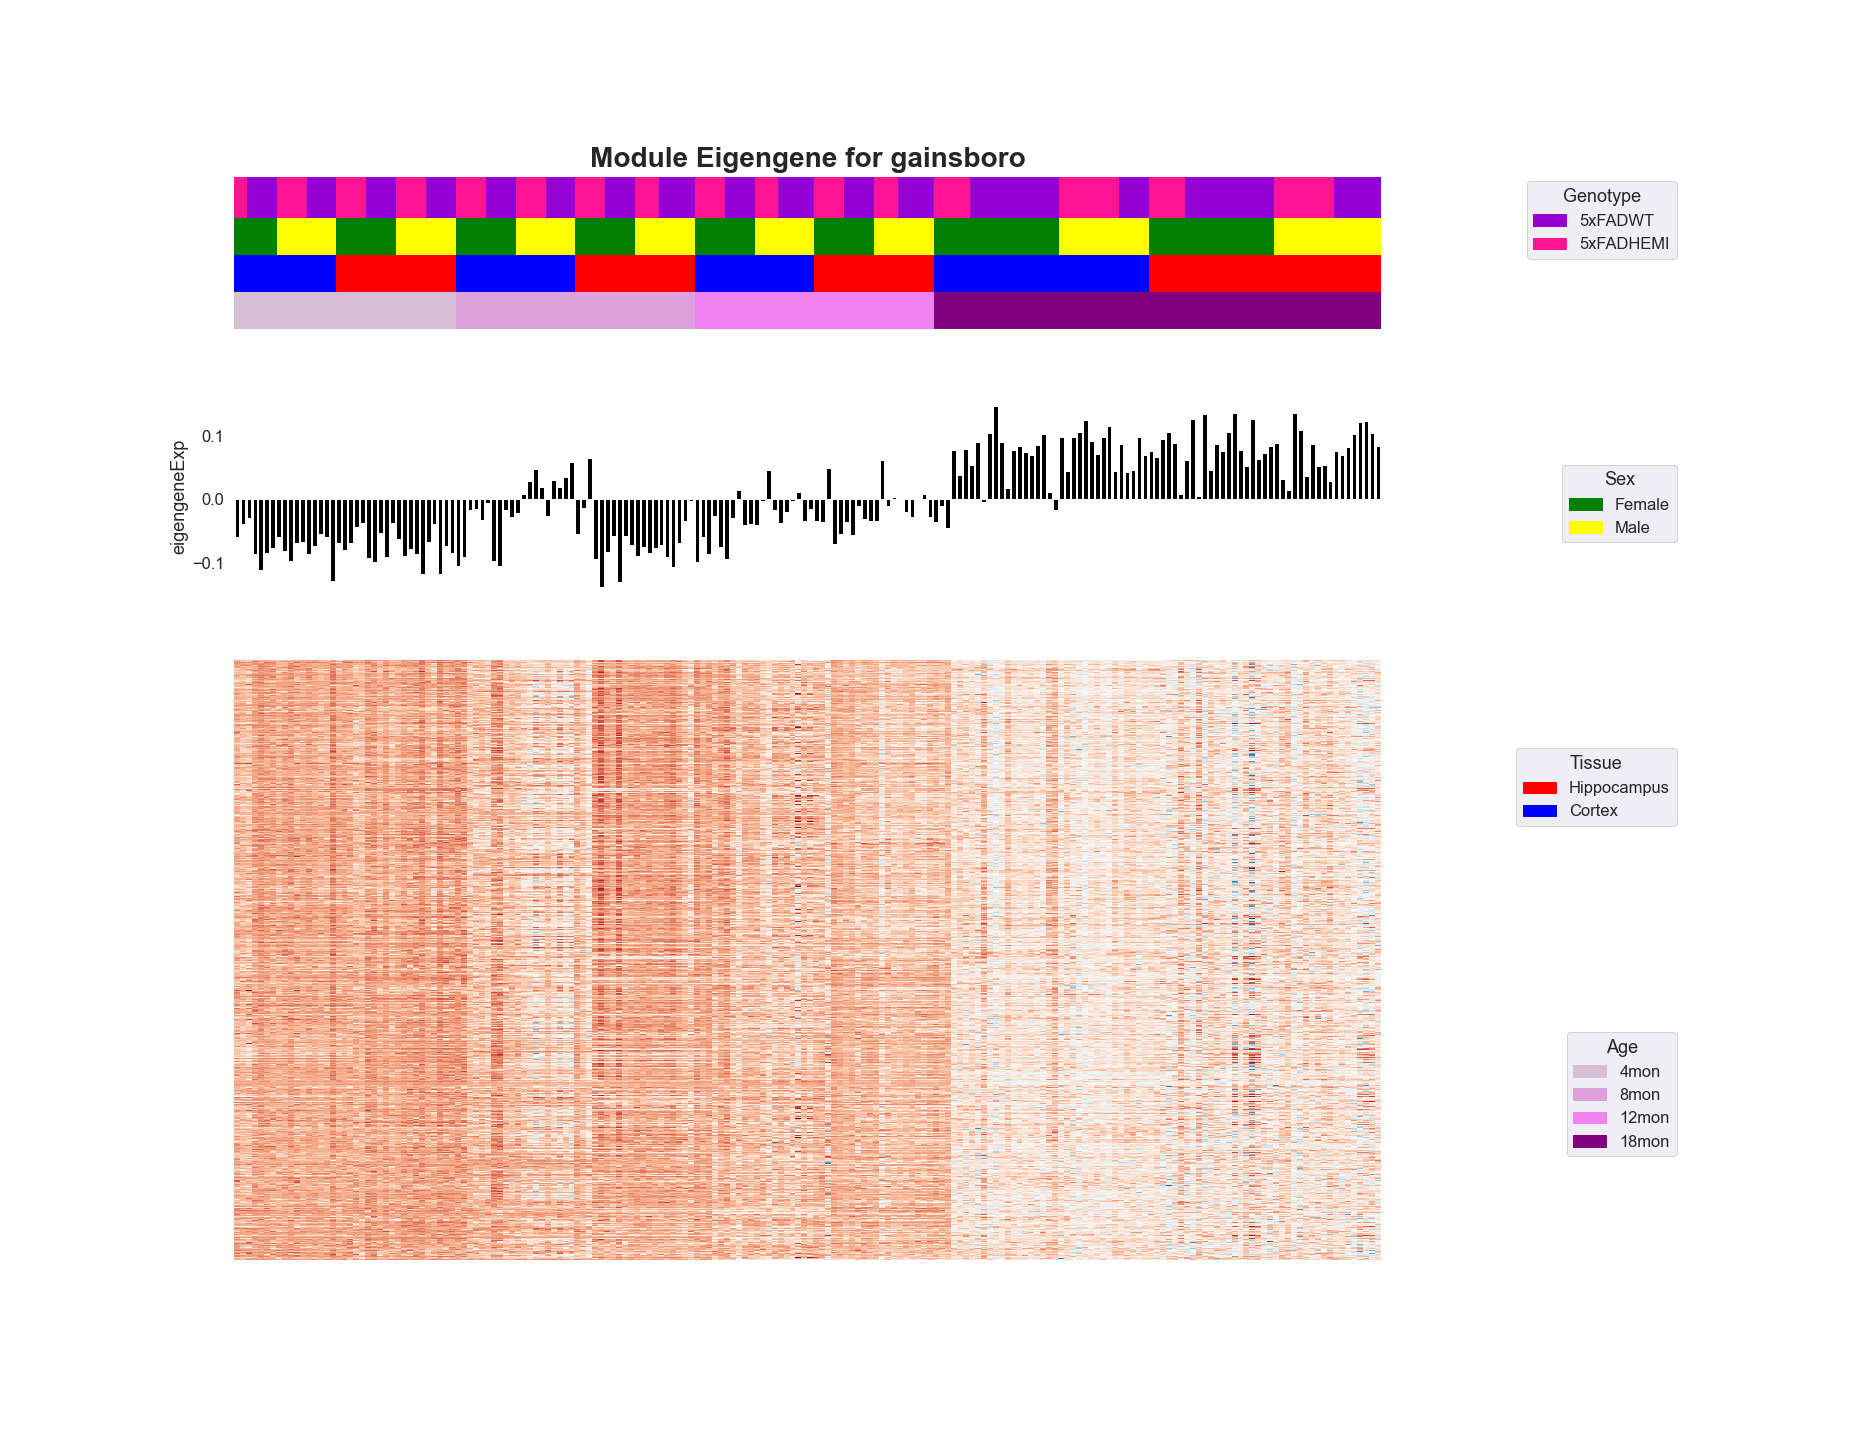 Module Eigengene for gainsboro
Genotype
5xFADWT
5xFADHEMI
eigengeneExp
0.1
0.0
−0.1
Sex
Female
Male
Tissue
Hippocampus
Cortex
Age
4mon
8mon
12mon
18mon